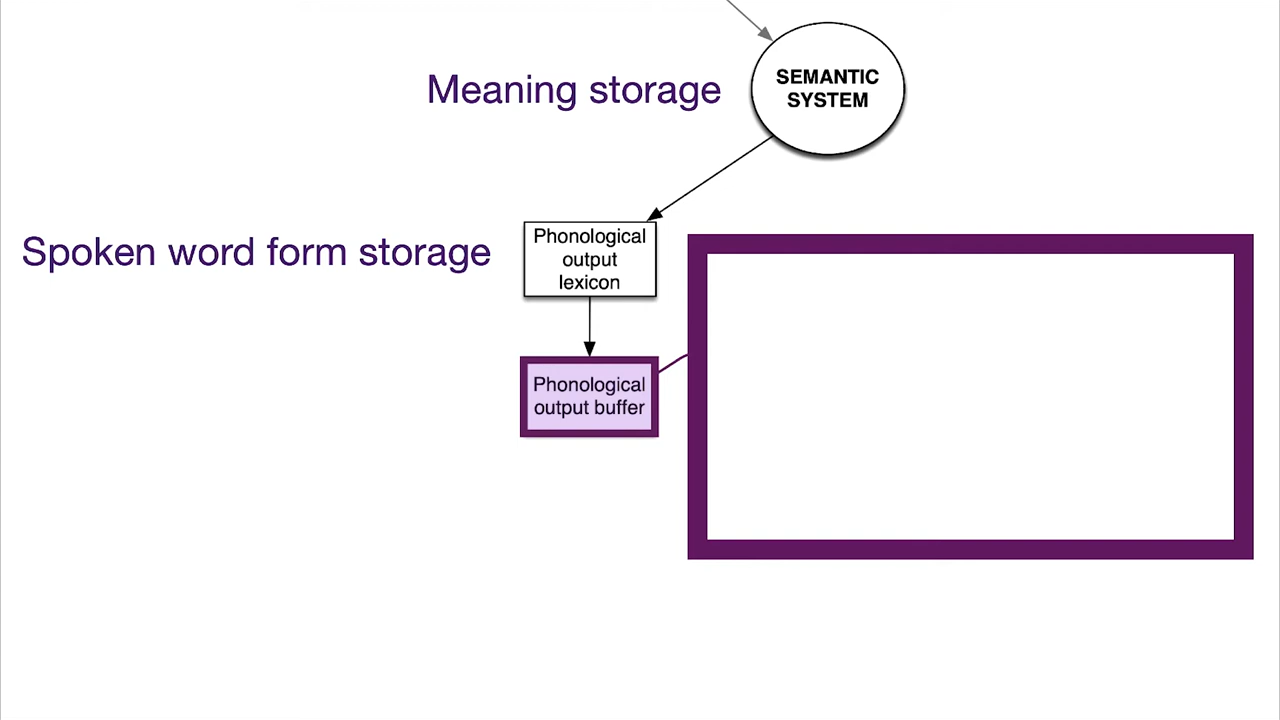 Meaning storage
SEMANTIC
SYSTEM
Spoken word form storage
Phonological
output
lexicon
Phonological
output buffer